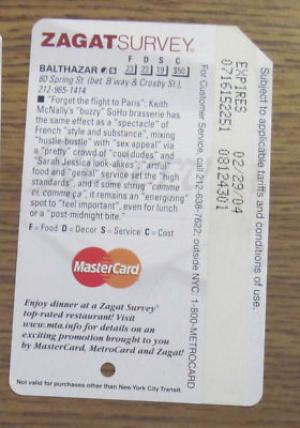 ZAGATSURVEY®
F D S C
BALTHAZAR 23 23 19 $50
80 Spring St. (bet. B'way & Crosby St.),
212-965-1414
■ "Forget the flight to Paris"; Keith
McNally's "buzzy" SoHo brasserie has
the same effect as a "spectacle" of
French "style and substance", mixing
"hustle-bustle" with "sex appeal" via
a "pretty" crowd of "cool dudes" and
"Sarah Jessica look-alikes"; "artful"
food" and "genial" service set the "high
standards", and if some shrug "comme
ci, comme ça", it remains an "energizing"
spot to "feel important", even for lunch
or a "post-midnight bite."
F = Food D = Decor S = Service C = Cost
MasterCard
Enjoy dinner at a Zagat Survey®
top-rated restaurant! Visit
www.mta.info for details on an
exciting promotion brought to you
by MasterCard, MetroCard and Zagat!
Not valid for purchases other than New York City Transit.
For Customer Service, call 212-638-7622; outside NYC: 1-800-METROCARD
EXPIRES 02/29/04
0716152251 08124301
Subject to applicable tariffs and conditions of use.